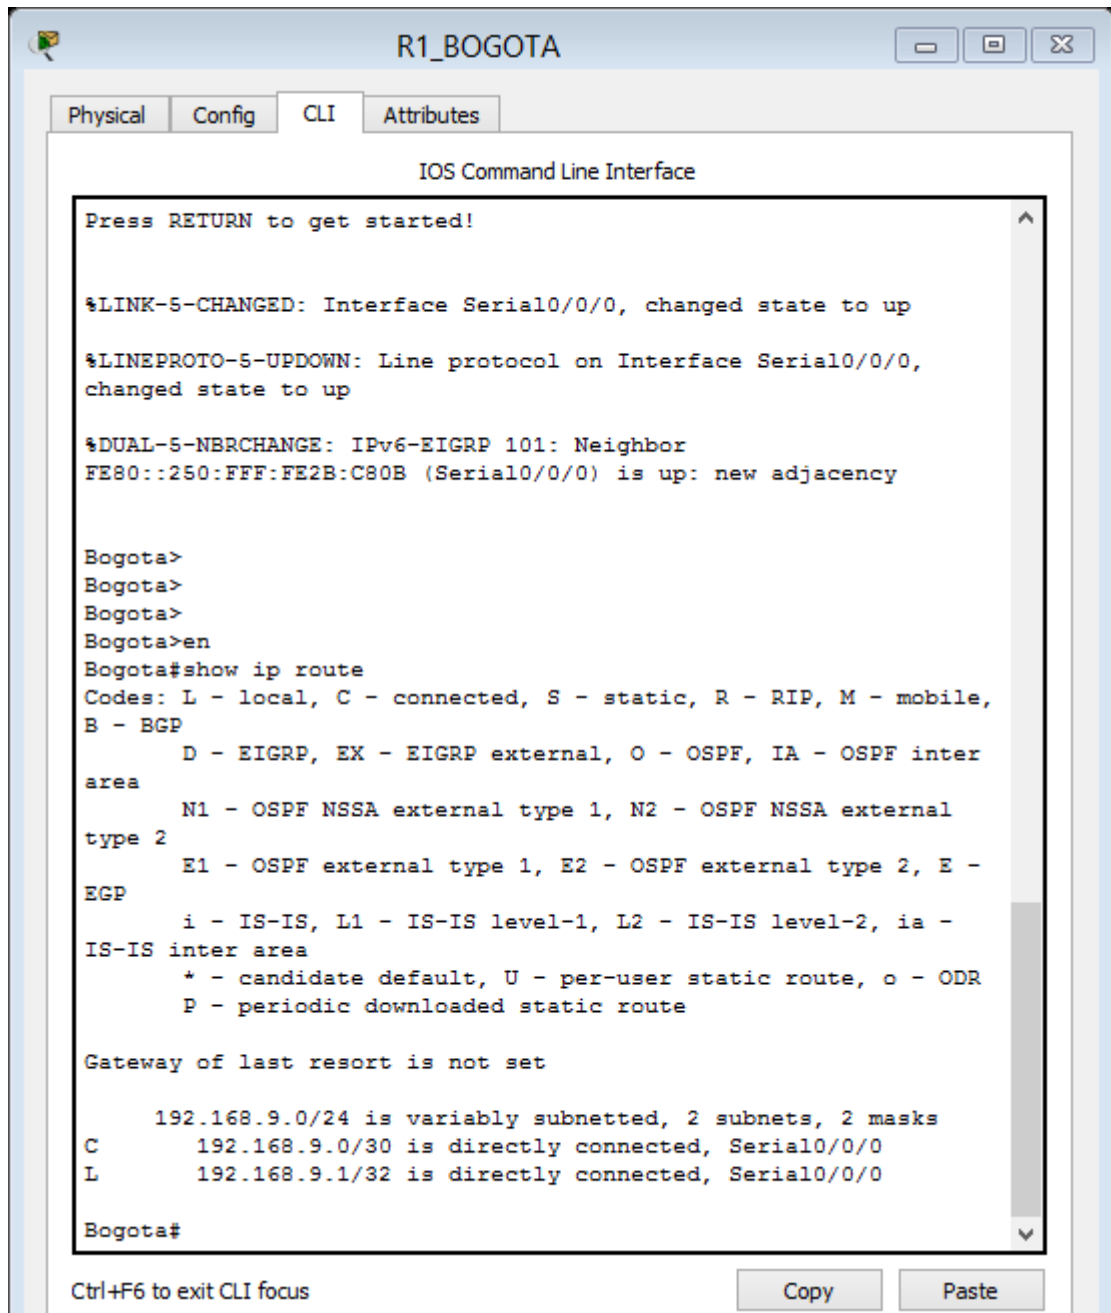 R1_BOGOTA
Physical Config CLI Attributes
IOS Command Line Interface
Press RETURN to get started!
%LINK-5-CHANGED: Interface Serial0/0/0, changed state to up
%LINEPROTO-5-UPDOWN: Line protocol on Interface Serial0/0/0,
changed state to up
%DUAL-5-NBRCHANGE: IPv6-EIGRP 101: Neighbor
FE80::250:FFF:FE2B:C80B (Serial0/0/0) is up: new adjacency
Bogota>
Bogota>
Bogota>
Bogota>en
Bogota#show ip route
Codes: L - local, C - connected, S - static, R - RIP, M - mobile,
B - BGP
       D - EIGRP, EX - EIGRP external, O - OSPF, IA - OSPF inter
area
       N1 - OSPF NSSA external type 1, N2 - OSPF NSSA external
type 2
       E1 - OSPF external type 1, E2 - OSPF external type 2, E -
EGP
       i - IS-IS, L1 - IS-IS level-1, L2 - IS-IS level-2, ia -
IS-IS inter area
       * - candidate default, U - per-user static route, o - ODR
       P - periodic downloaded static route
Gateway of last resort is not set
     192.168.9.0/24 is variably subnetted, 2 subnets, 2 masks
C       192.168.9.0/30 is directly connected, Serial0/0/0
L       192.168.9.1/32 is directly connected, Serial0/0/0
Bogota#
Ctrl+F6 to exit CLI focus Copy Paste